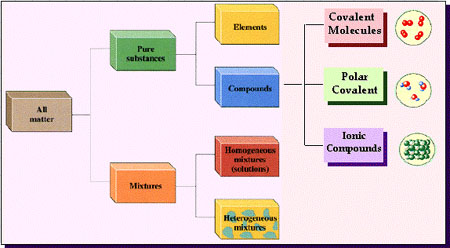 All
matter
Pure
substances
Mixtures
Elements
Compounds
Homogeneous
mixtures
(solutions)
Heterogeneous
mixtures
Covalent
Molecules
Polar
Covalent
Ionic
Compounds